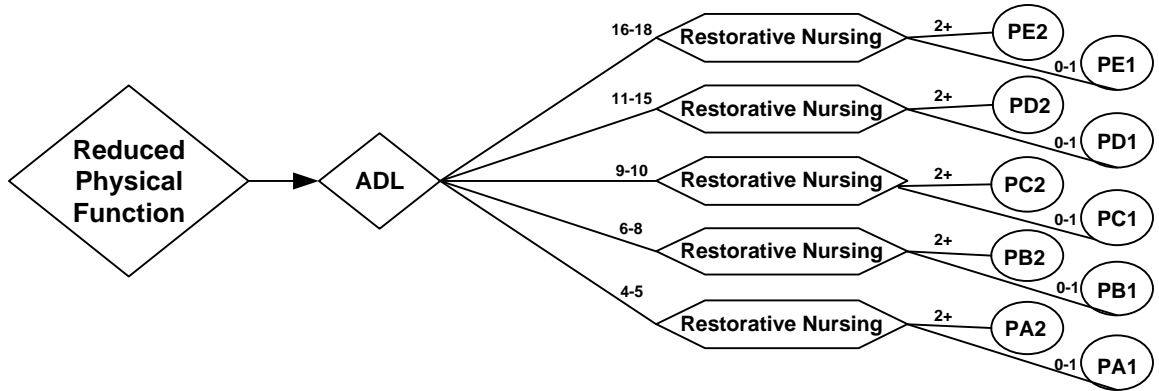 Reduced
Physical
Function
ADL
16-18
Restorative Nursing
2+
PE2
0-1
PE1
11-15
Restorative Nursing
2+
PD2
0-1
PD1
9-10
Restorative Nursing
2+
PC2
0-1
PC1
6-8
Restorative Nursing
2+
PB2
0-1
PB1
4-5
Restorative Nursing
2+
PA2
0-1
PA1